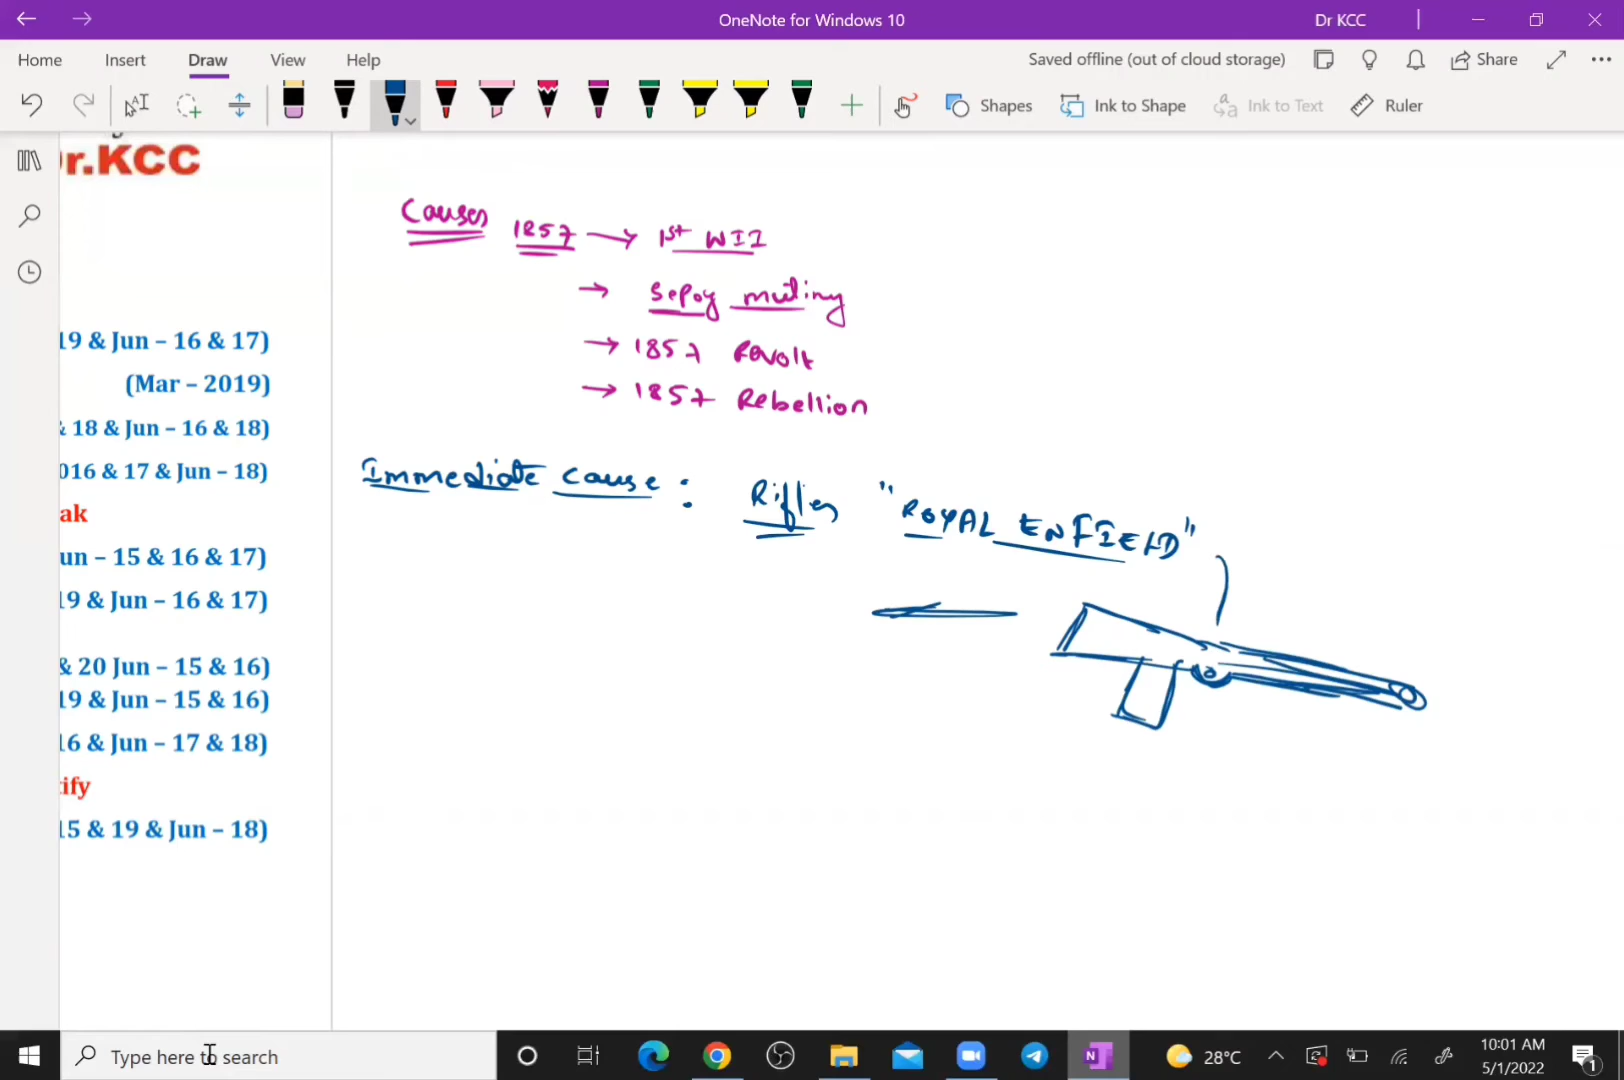 OneNote for Windows 10
Dr KCC
Home Insert Draw View Help
Saved offline (out of cloud storage) Share
Shapes Ink to Shape Ink to Text Ruler
r.KCC
19 & Jun – 16 & 17)
(Mar – 2019)
& 18 & Jun – 16 & 18)
016 & 17 & Jun – 18)
ak
un – 15 & 16 & 17)
19 & Jun – 16 & 17)
& 20 Jun – 15 & 16)
19 & Jun – 15 & 16)
16 & Jun – 17 & 18)
tify
15 & 19 & Jun – 18)
Causes 1857 → 1st WII
→ Sepoy mutiny
→ 1857 Revolt
→ 1857 Rebellion
Immediate cause : Rifles "ROYAL ENFIELD"
Type here to search
28°C
10:01 AM
5/1/2022
1